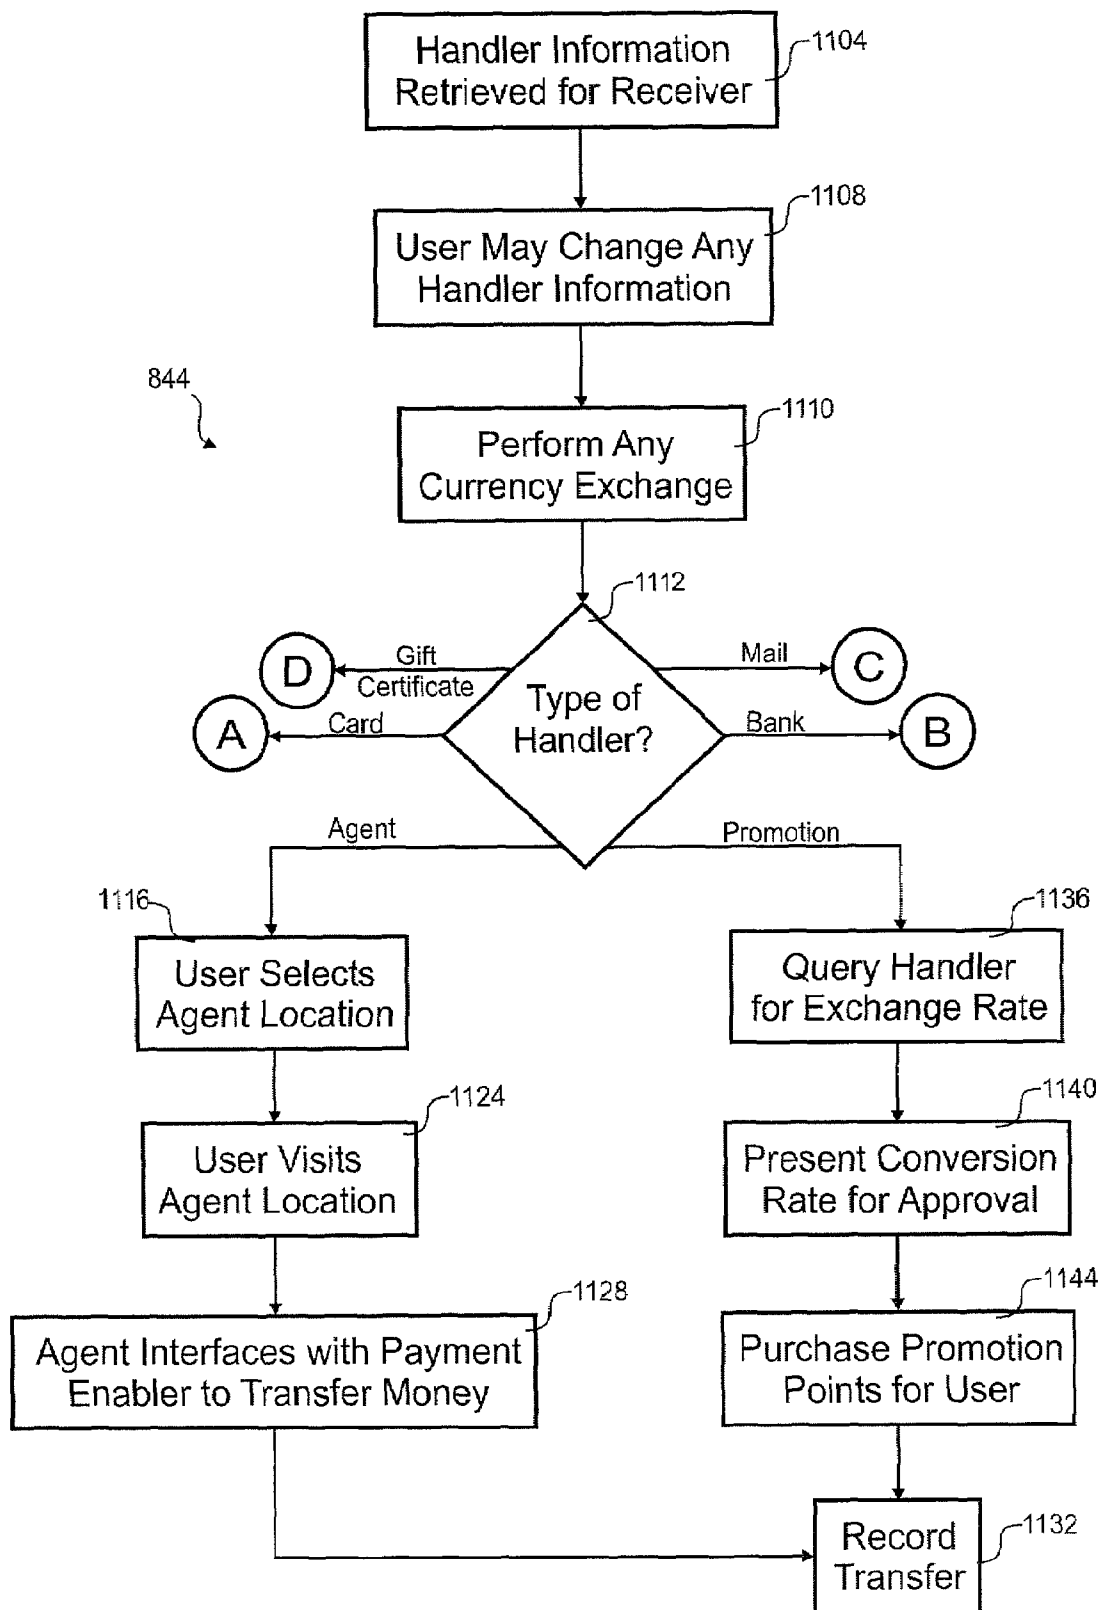 Handler Information
Retrieved for Receiver
1104
User May Change Any
Handler Information
1108
844
Perform Any
Currency Exchange
1110
1112
Type of
Handler?
D
Gift
Certificate
A
Card
Mail
C
Bank
B
Agent
Promotion
1116
User Selects
Agent Location
1136
Query Handler
for Exchange Rate
1124
User Visits
Agent Location
1140
Present Conversion
Rate for Approval
1128
Agent Interfaces with Payment
Enabler to Transfer Money
1144
Purchase Promotion
Points for User
1132
Record
Transfer